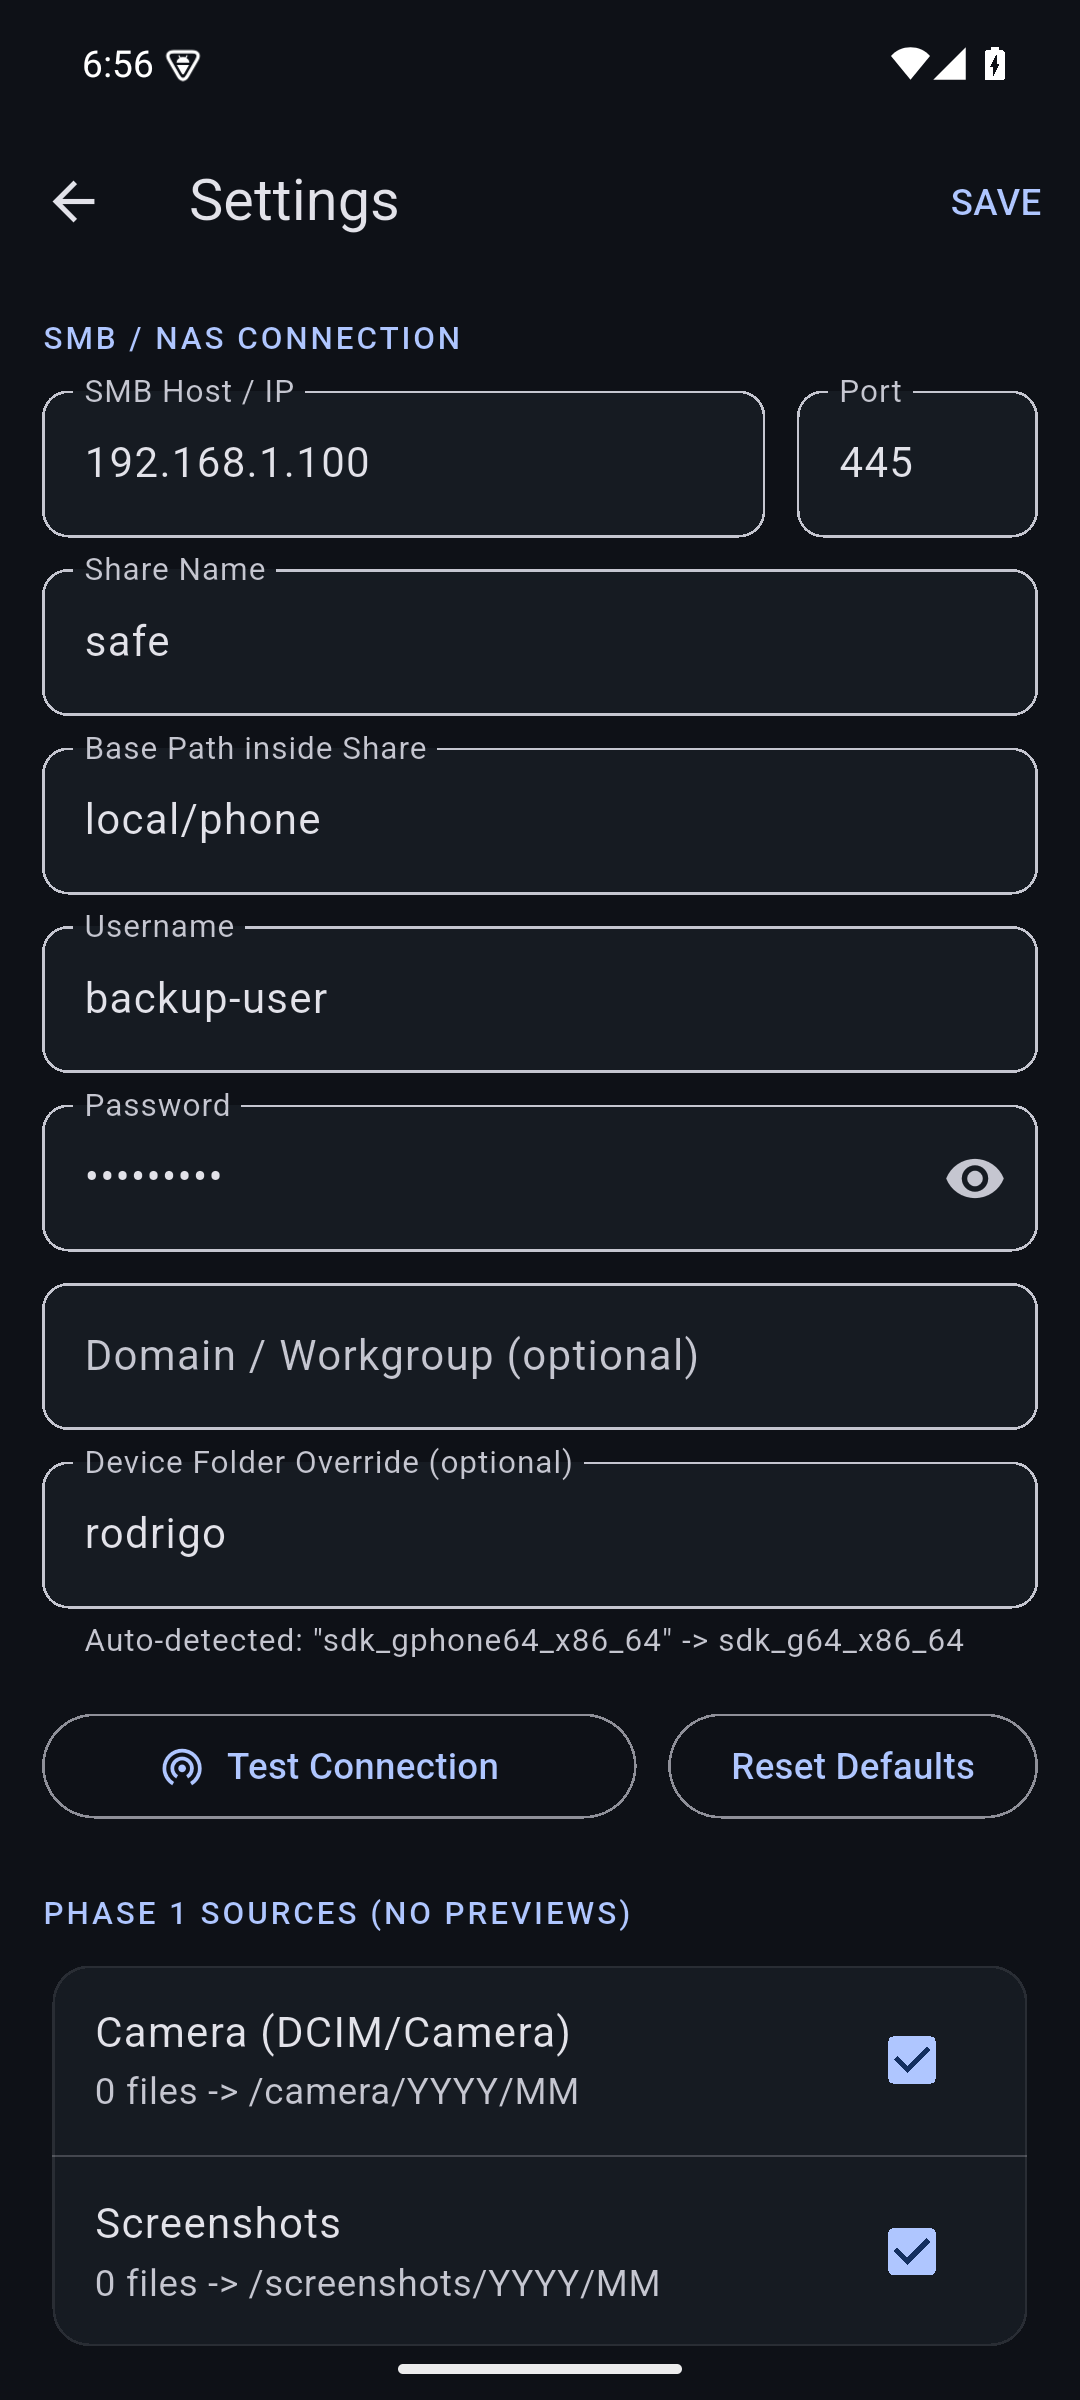 6:56
Settings
SAVE
SMB / NAS CONNECTION
SMB Host / IP
192.168.1.100
Port
445
Share Name
safe
Base Path inside Share
local/phone
Username
backup-user
Password
•••••••••
Domain / Workgroup (optional)
Device Folder Override (optional)
rodrigo
Auto-detected: "sdk_gphone64_x86_64" -> sdk_g64_x86_64
Test Connection
Reset Defaults
PHASE 1 SOURCES (NO PREVIEWS)
Camera (DCIM/Camera)
0 files -> /camera/YYYY/MM
Screenshots
0 files -> /screenshots/YYYY/MM